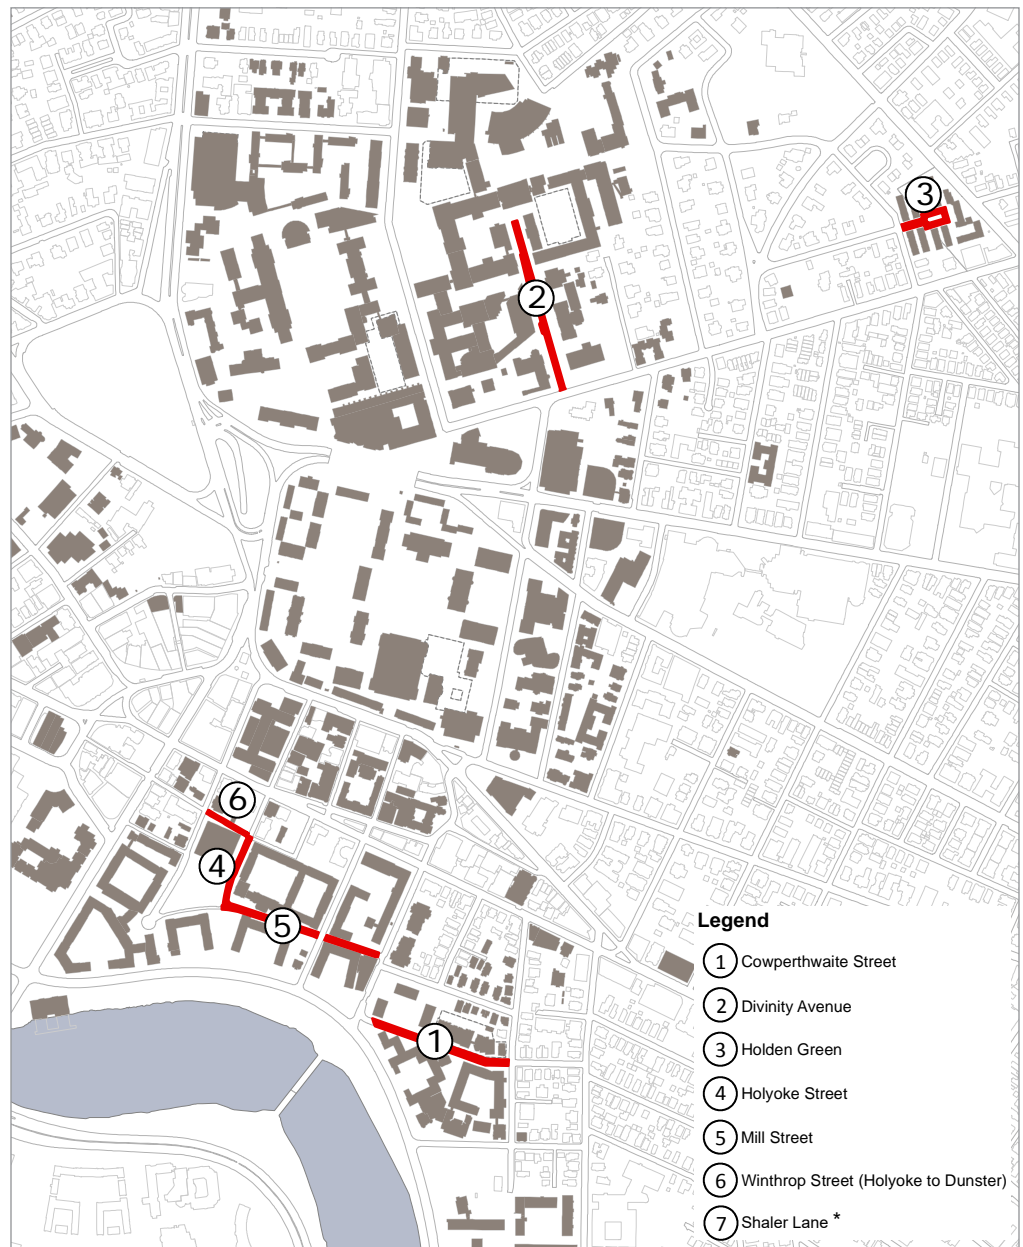 3
2
6
4
5
1
Legend
1 Cowperthwaite Street
2 Divinity Avenue
3 Holden Green
4 Holyoke Street
5 Mill Street
6 Winthrop Street (Holyoke to Dunster)
7 Shaler Lane *